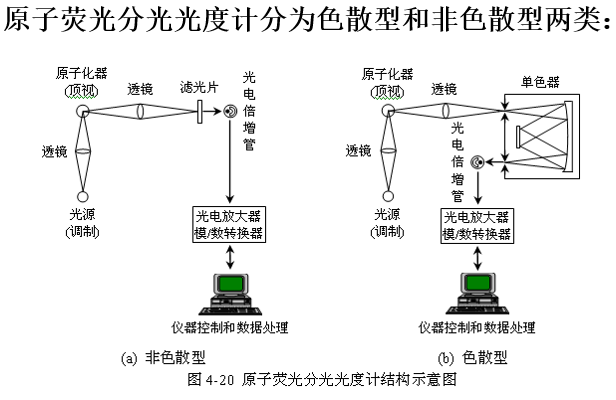 原子荧光分光光度计分为色散型和非色散型两类：
原子化器
(顶视)
透镜
滤光片
光电倍增管
透镜
光源
(调制)
光电放大器
模/数转换器
仪器控制和数据处理
(a) 非色散型
原子化器
(顶视)
透镜
单色器
光电倍增管
透镜
光源
(调制)
光电放大器
模/数转换器
仪器控制和数据处理
(b) 色散型
图 4-20 原子荧光分光光度计结构示意图